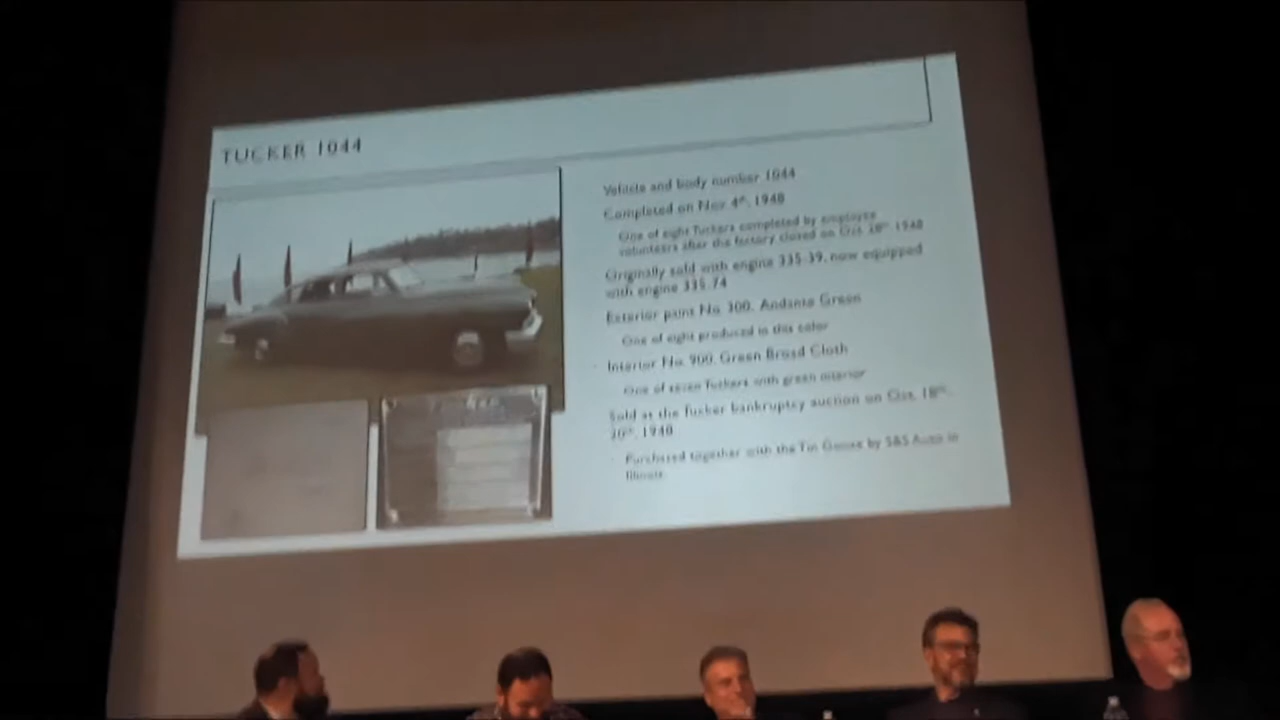 TUCKER 1044
Vehicle and body number 1044
Completed on Nov 4th, 1948
One of eight Tuckers completed by employee
volunteers after the factory closed on Oct. 28th 1948
Originally sold with engine 335-39, now equipped
with engine 335-74
Exterior paint No. 300, Andante Green
One of eight produced in this color
Interior No. 900, Green Broad Cloth
One of seven Tuckers with green interior
Sold at the Tucker bankruptcy auction on Oct. 18th-
20th,
Purchased together with the Tin Goose by S&S Auto in
Illinois